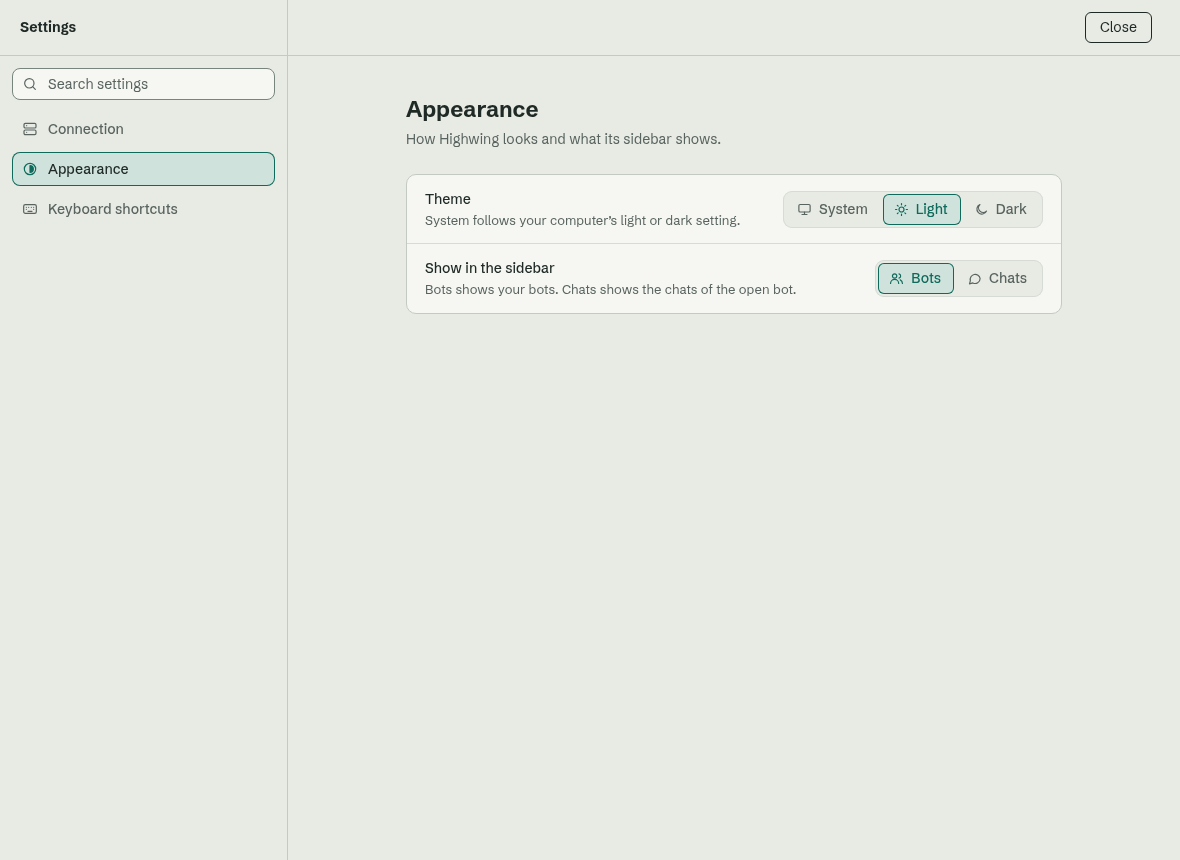 Settings
Close
Search settings
Connection
Appearance
Keyboard shortcuts
Appearance
How Highwing looks and what its sidebar shows.
Theme
System follows your computer's light or dark setting.
System
Light
Dark
Show in the sidebar
Bots shows your bots. Chats shows the chats of the open bot.
Bots
Chats